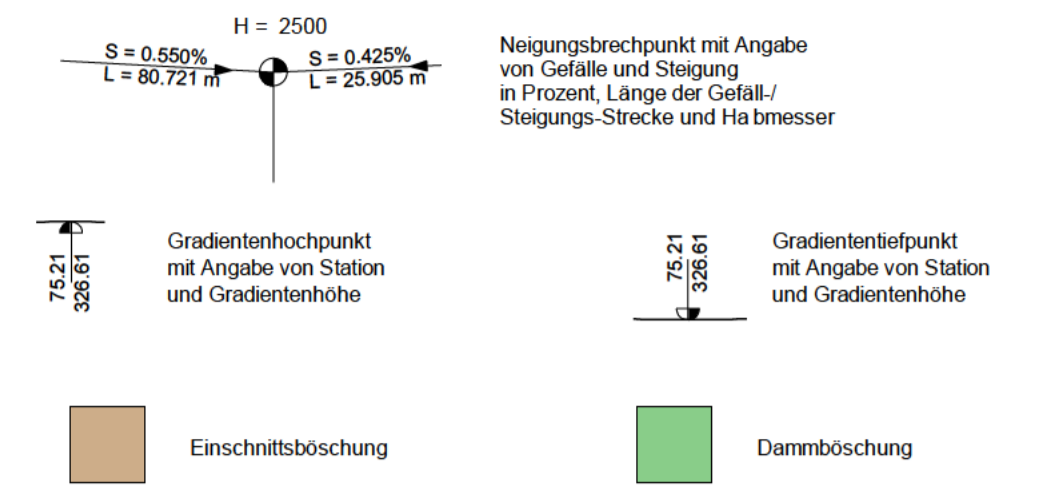 H = 2500
S = 0.550%
L = 80.721 m
S = 0.425%
L = 25.905 m
Neigungsbrechpunkt mit Angabe
von Gefälle und Steigung
in Prozent, Länge der Gefäll-/
Steigungs-Strecke und Ha bmesser
75.21
326.61
Gradientenhochpunkt
mit Angabe von Station
und Gradientenhöhe
75.21
326.61
Gradiententiefpunkt
mit Angabe von Station
und Gradientenhöhe
Einschnittsböschung
Dammböschung